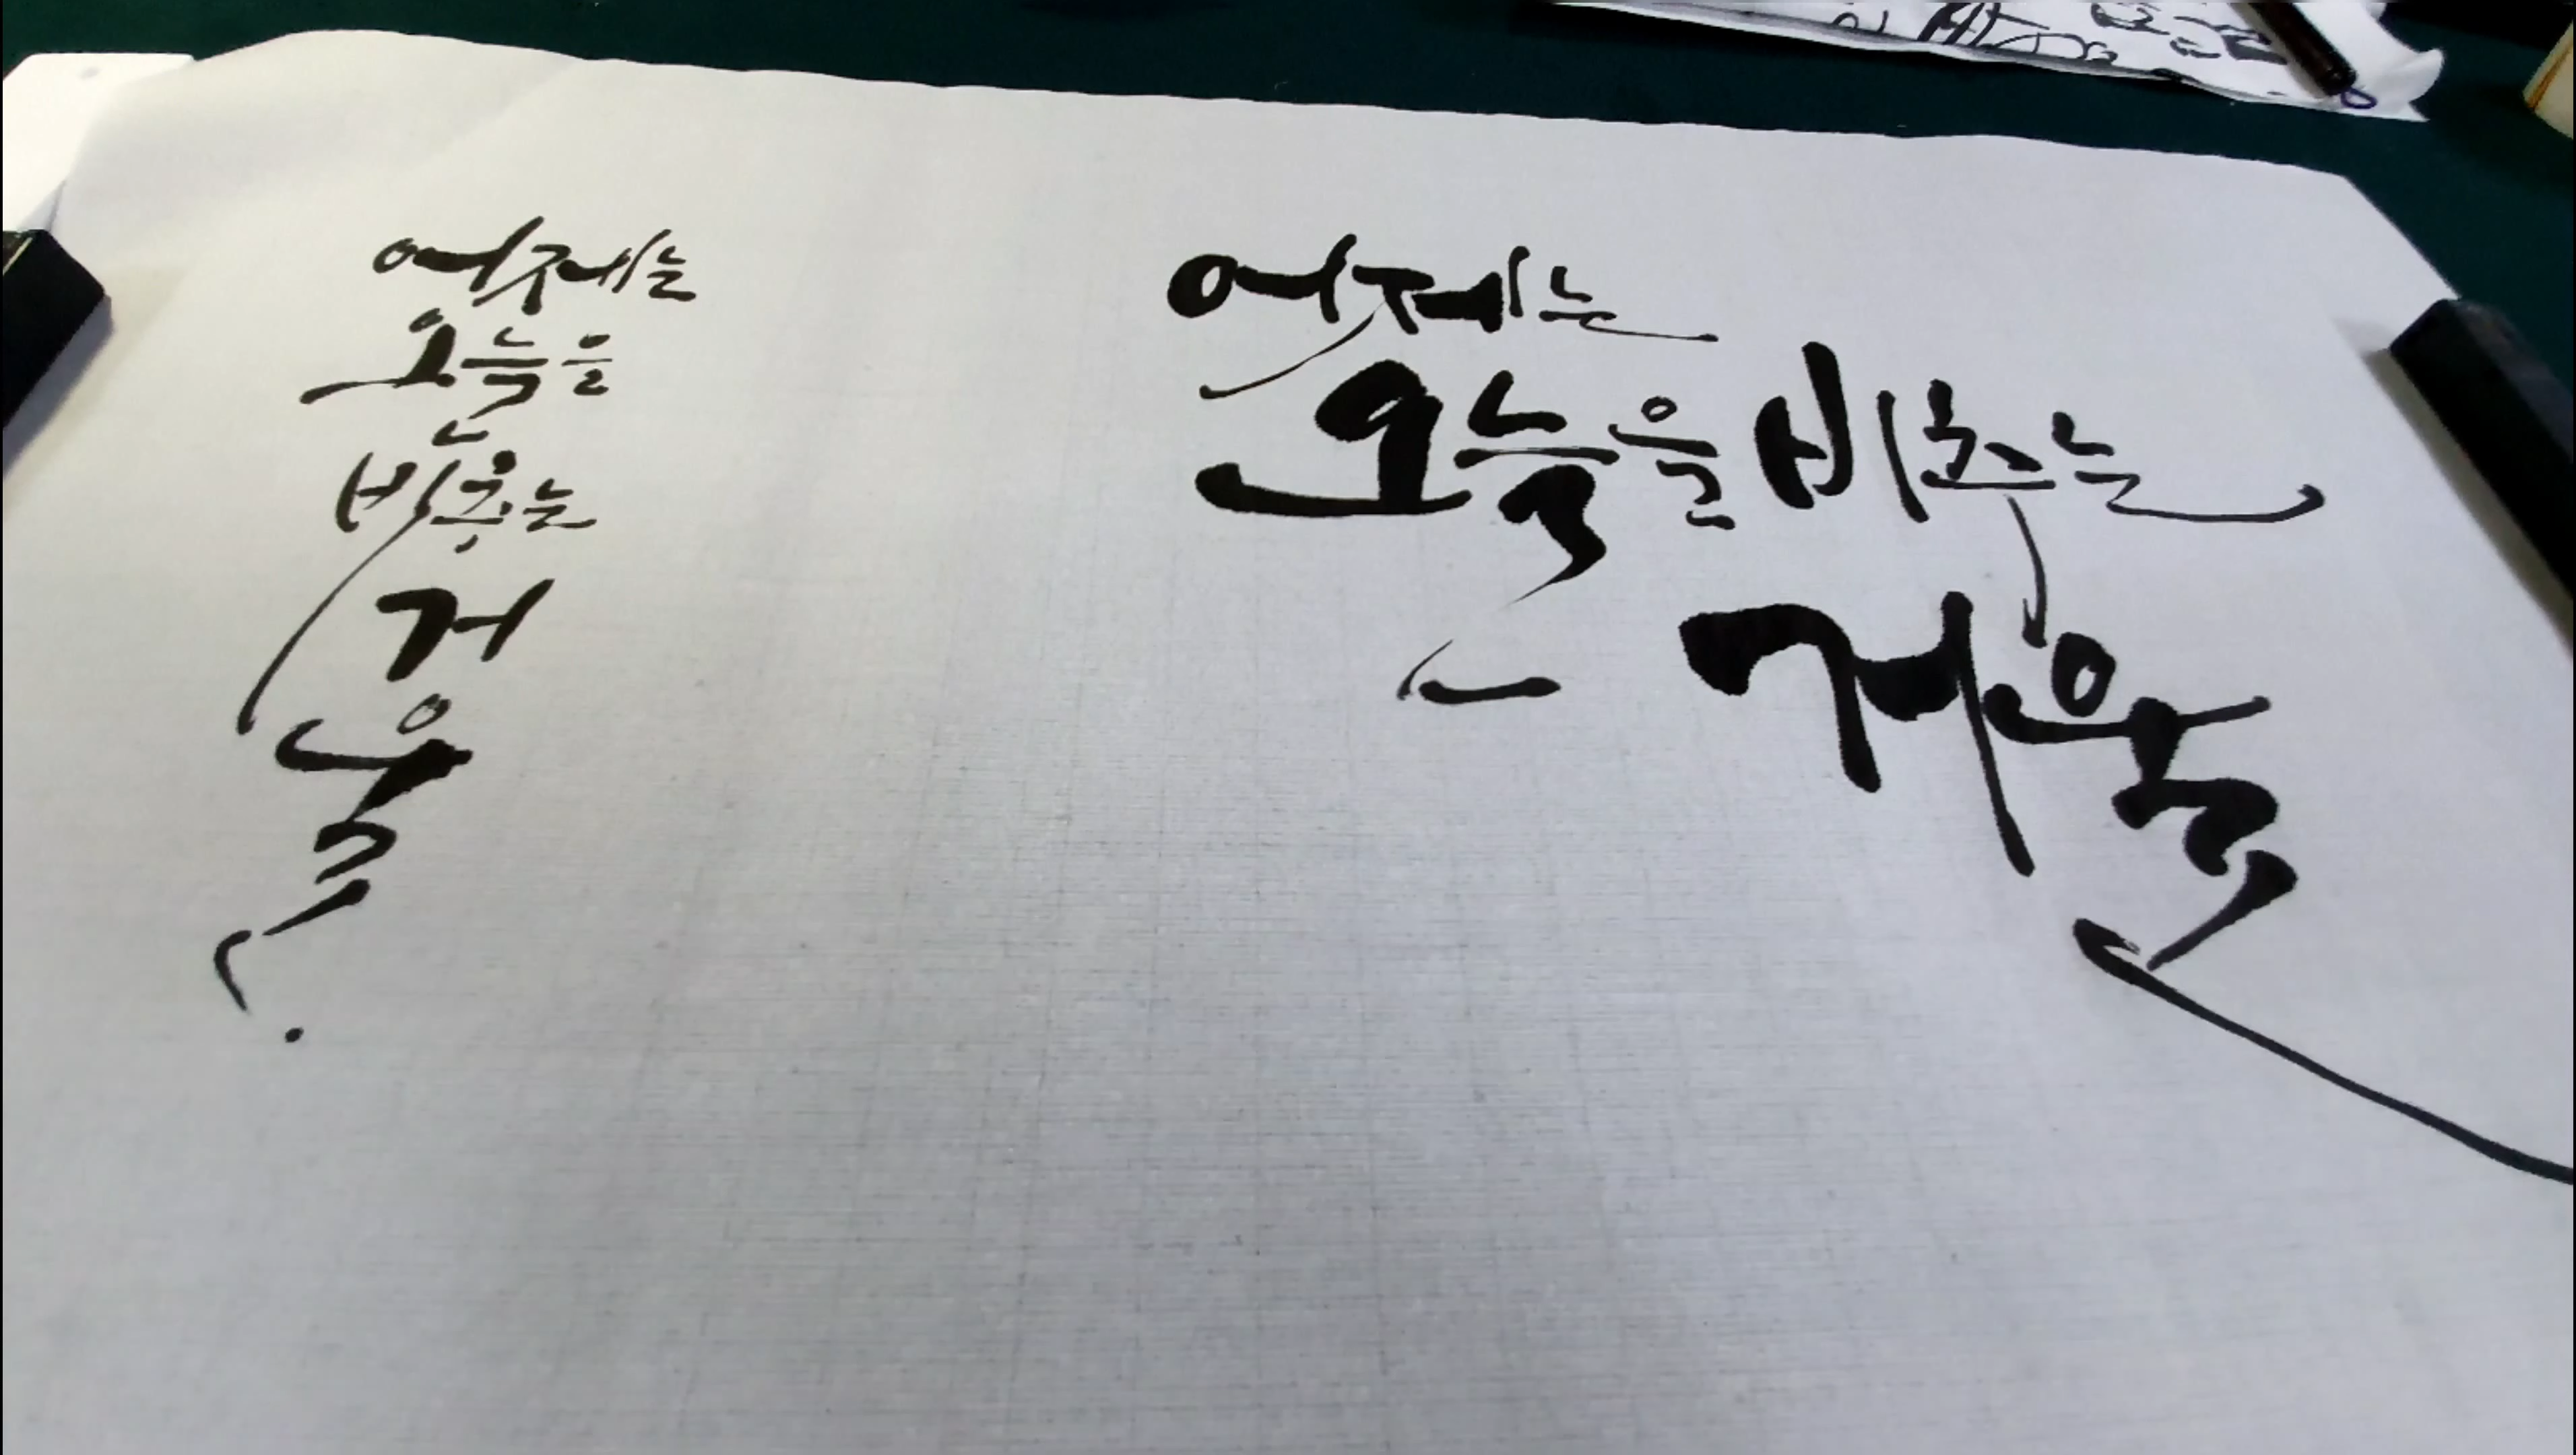 어제는
오늘을
비추는
거
울
어제는
오늘을 비추는
거울